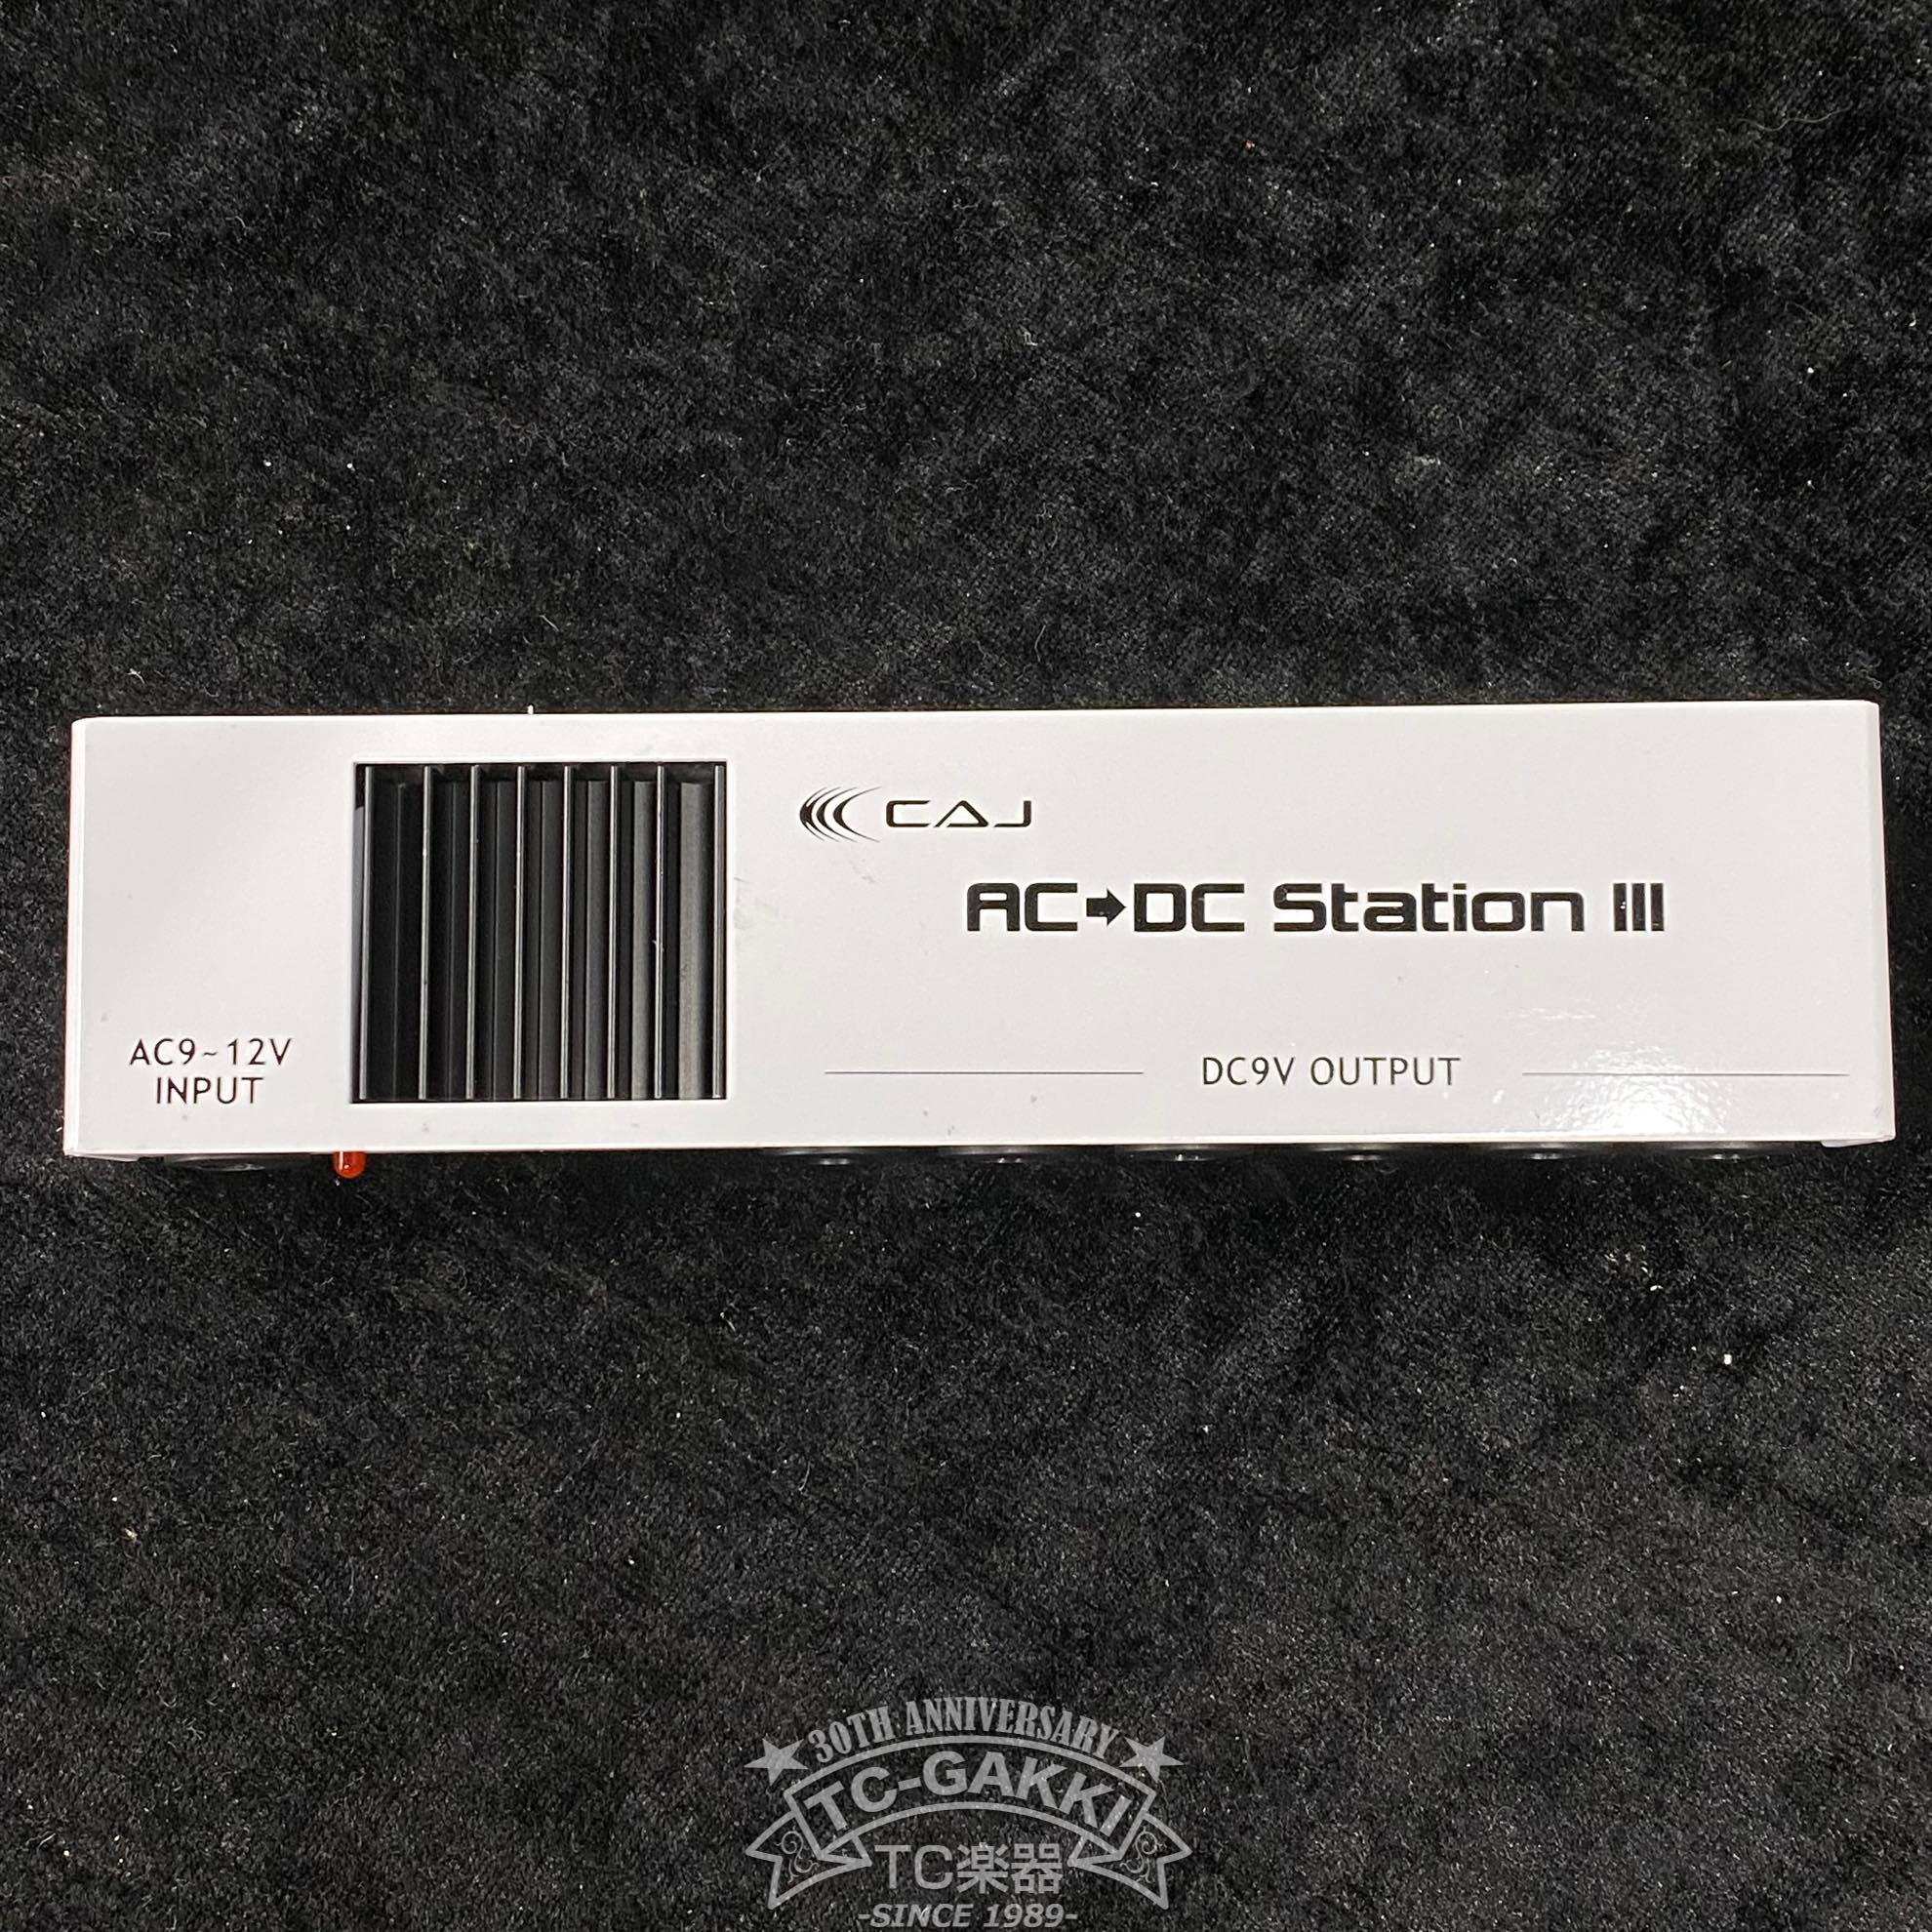 CAJ
AC➡DC Station III
AC9~12V
INPUT
DC9V OUTPUT
30TH ANNIVERSARY
TC-GAKKI
TC楽器
-SINCE 1989-